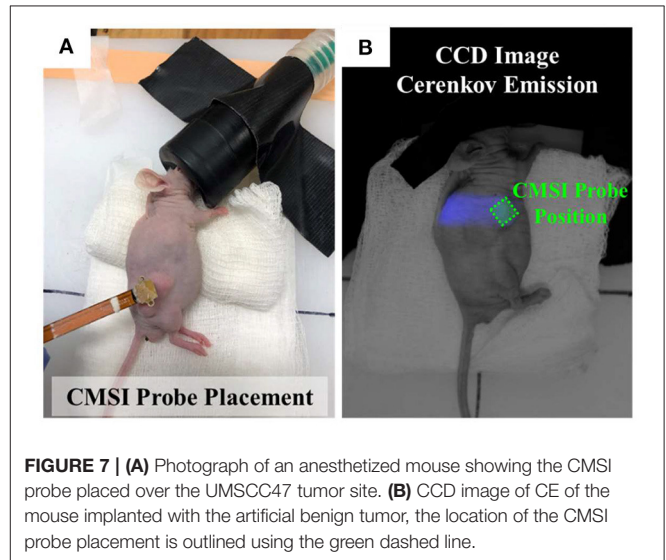 A
CMSI Probe Placement
B
CCD Image
Cerenkov Emission
CMSI Probe
Position
FIGURE 7 | (A) Photograph of an anesthetized mouse showing the CMSI
probe placed over the UMSCC47 tumor site. (B) CCD image of CE of the
mouse implanted with the artificial benign tumor, the location of the CMSI
probe placement is outlined using the green dashed line.